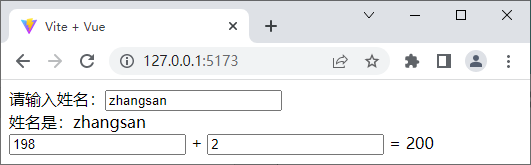 Vite + Vue
127.0.0.1:5173
请输入姓名：zhangsan
姓名是：zhangsan
198 + 2 = 200